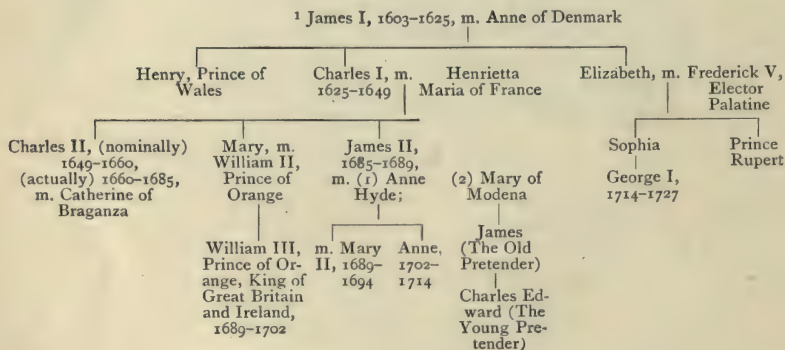 ¹ James I, 1603–1625, m. Anne of Denmark
Henry, Prince of Wales
Charles I, m. Henrietta
1625–1649 Maria of France
Elizabeth, m. Frederick V,
Elector
Palatine
Charles II, (nominally)
1649–1660,
(actually) 1660–1685,
m. Catherine of
Braganza
Mary, m.
William II,
Prince of
Orange
James II,
1685–1689,
m. (1) Anne
Hyde;
(2) Mary of
Modena
Sophia
Prince
Rupert
George I,
1714–1727
William III,
Prince of Or-
ange, King of
Great Britain
and Ireland,
1689–1702
m. Mary
II, 1689–
1694
Anne,
1702–
1714
James
(The Old
Pretender)
Charles Ed-
ward (The
Young Pre-
tender)